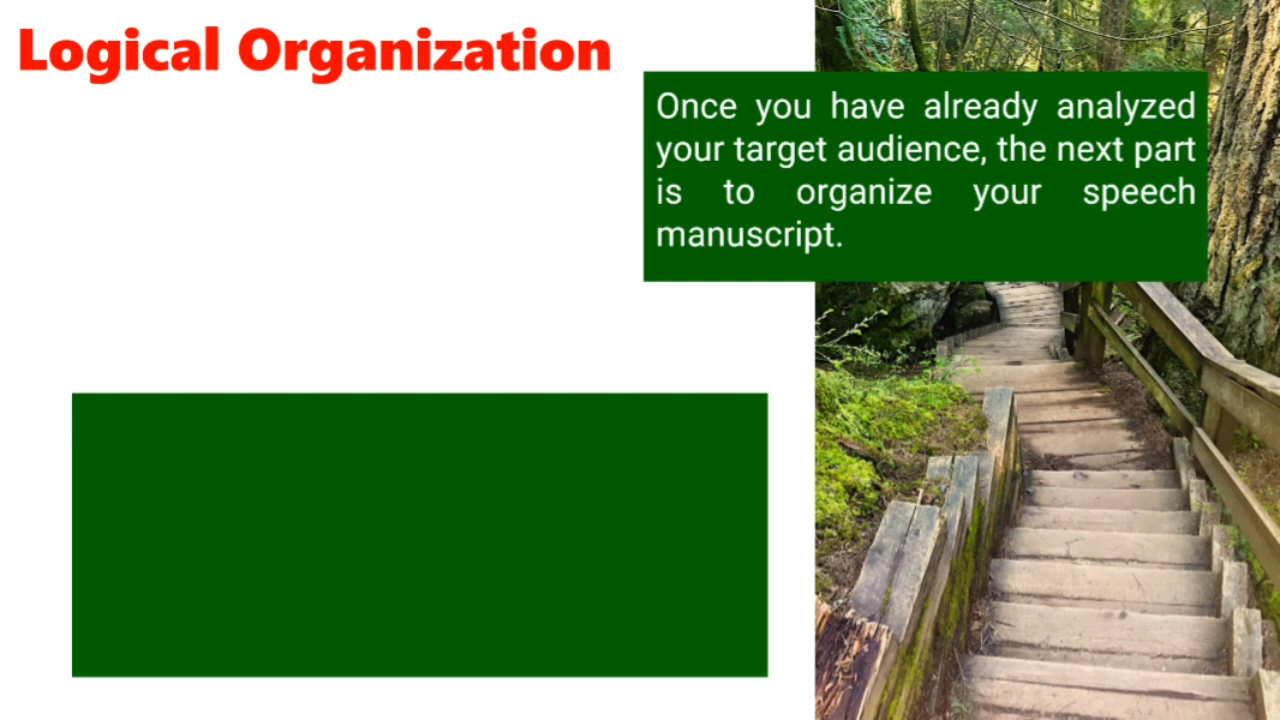 Logical Organization
Once you have already analyzed
your target audience, the next part
is to organize your speech
manuscript.